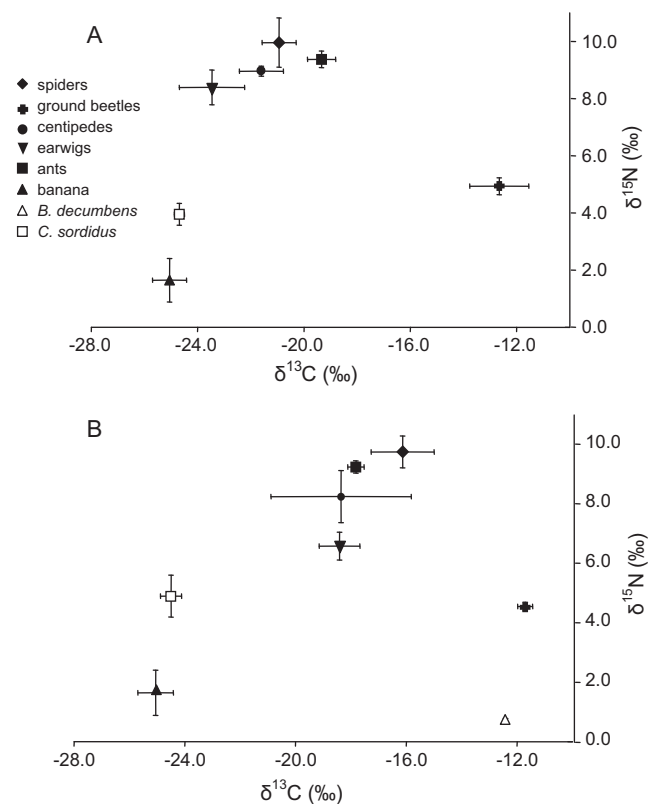 A
spiders
ground beetles
centipedes
earwigs
ants
banana
B. decumbens
C. sordidus
10.0
8.0
6.0
4.0
2.0
0.0
δ¹⁵N (‰)
-28.0 -24.0 -20.0 -16.0 -12.0
δ¹³C (‰)
B
10.0
8.0
6.0
4.0
2.0
0.0
δ¹⁵N (‰)
-28.0 -24.0 -20.0 -16.0 -12.0
δ¹³C (‰)